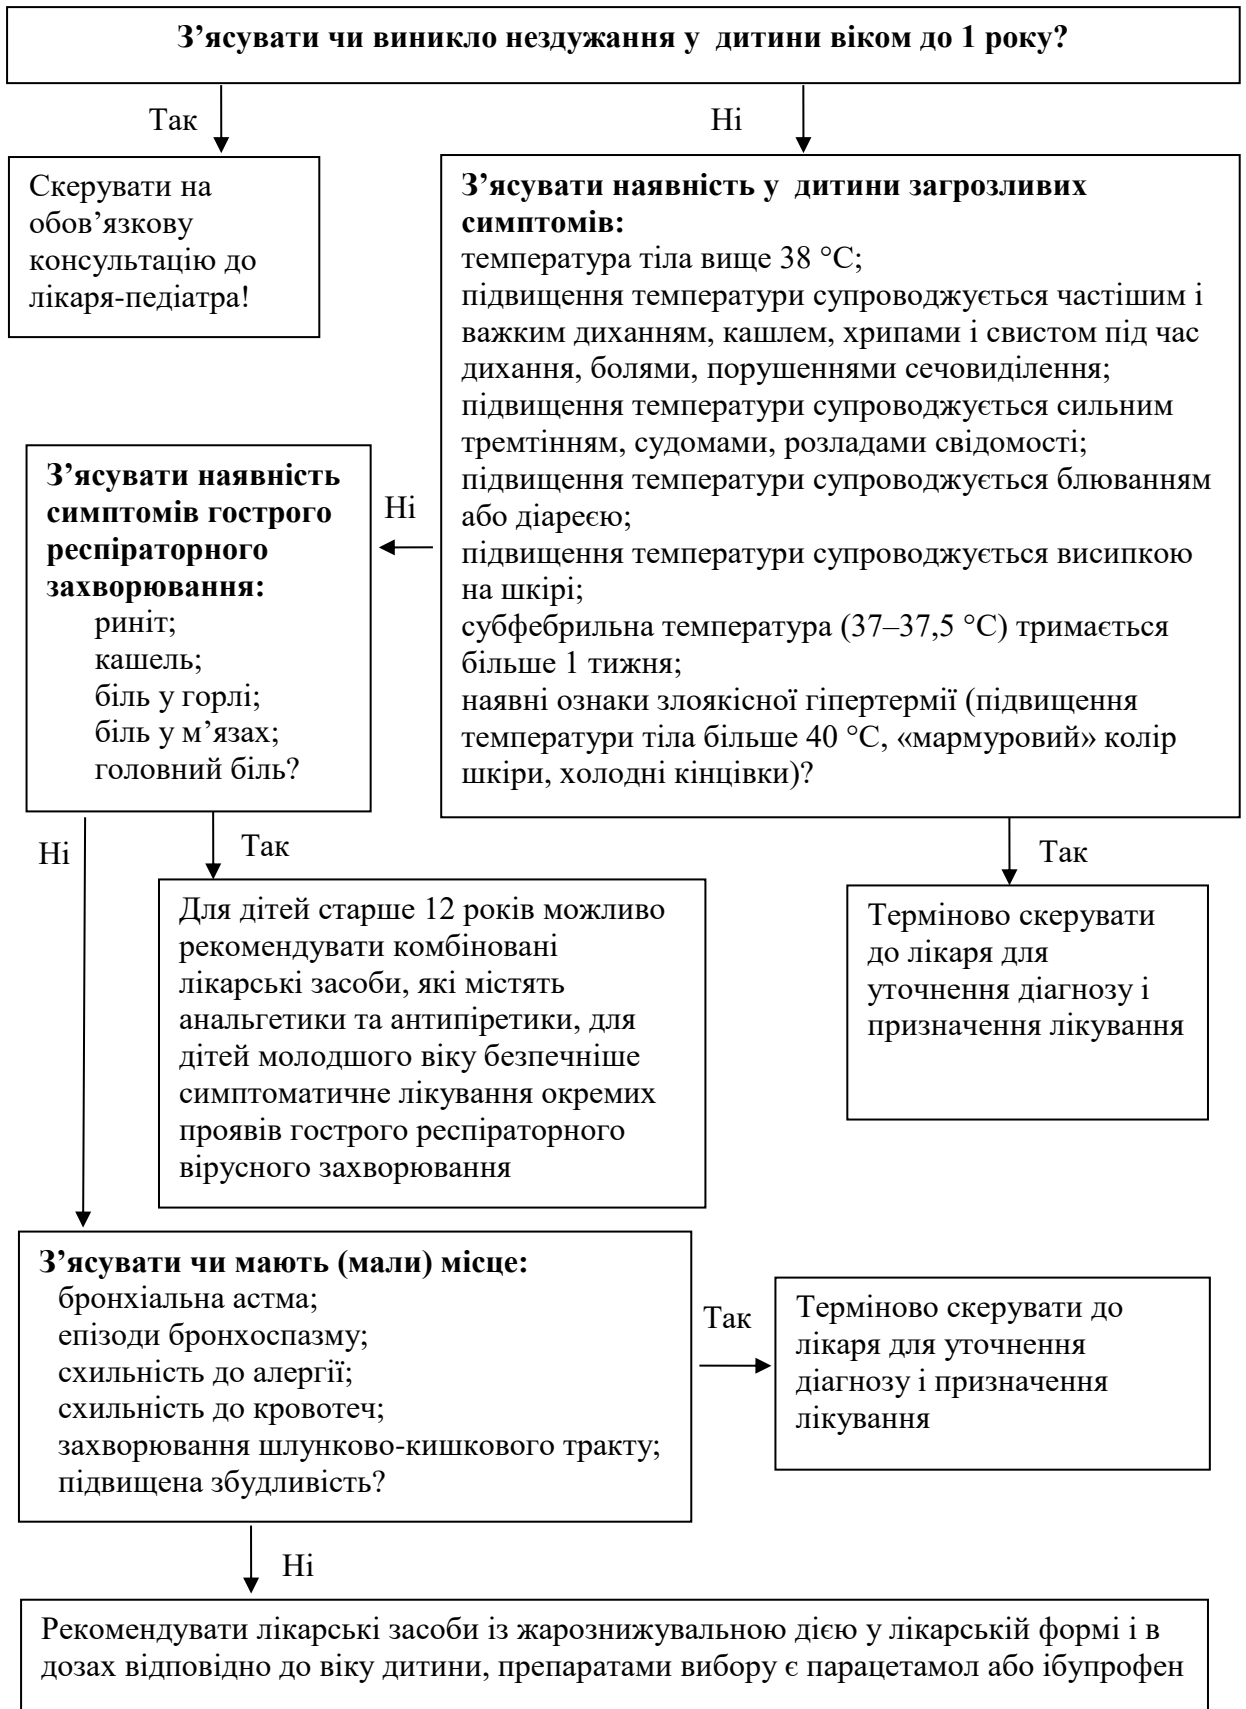 З’ясувати чи виникло нездужання у дитини віком до 1 року?
Так
Ні
Скерувати на
обов’язкову
консультацію до
лікаря-педіатра!
З’ясувати наявність у дитини загрозливих
симптомів:
температура тіла вище 38 °С;
підвищення температури супроводжується частішим і
важким диханням, кашлем, хрипами і свистом під час
дихання, болями, порушеннями сечовиділення;
підвищення температури супроводжується сильним
тремтінням, судомами, розладами свідомості;
підвищення температури супроводжується блюванням
або діареєю;
підвищення температури супроводжується висипкою
на шкірі;
субфебрильна температура (37–37,5 °С) тримається
більше 1 тижня;
наявні ознаки злоякісної гіпертермії (підвищення
температури тіла більше 40 °С, «мармуровий» колір
шкіри, холодні кінцівки)?
Ні
З’ясувати наявність
симптомів гострого
респіраторного
захворювання:
риніт;
кашель;
біль у горлі;
біль у м’язах;
головний біль?
Ні
Так
Так
Для дітей старше 12 років можливо
рекомендувати комбіновані
лікарські засоби, які містять
анальгетики та антипіретики, для
дітей молодшого віку безпечніше
симптоматичне лікування окремих
проявів гострого респіраторного
вірусного захворювання
Терміново скерувати
до лікаря для
уточнення діагнозу і
призначення лікування
З’ясувати чи мають (мали) місце:
бронхіальна астма;
епізоди бронхоспазму;
схильність до алергії;
схильність до кровотеч;
захворювання шлунково-кишкового тракту;
підвищена збудливість?
Так
Терміново скерувати до
лікаря для уточнення
діагнозу і призначення
лікування
Ні
Рекомендувати лікарські засоби із жарознижувальною дією у лікарській формі і в
дозах відповідно до віку дитини, препаратами вибору є парацетамол або ібупрофен